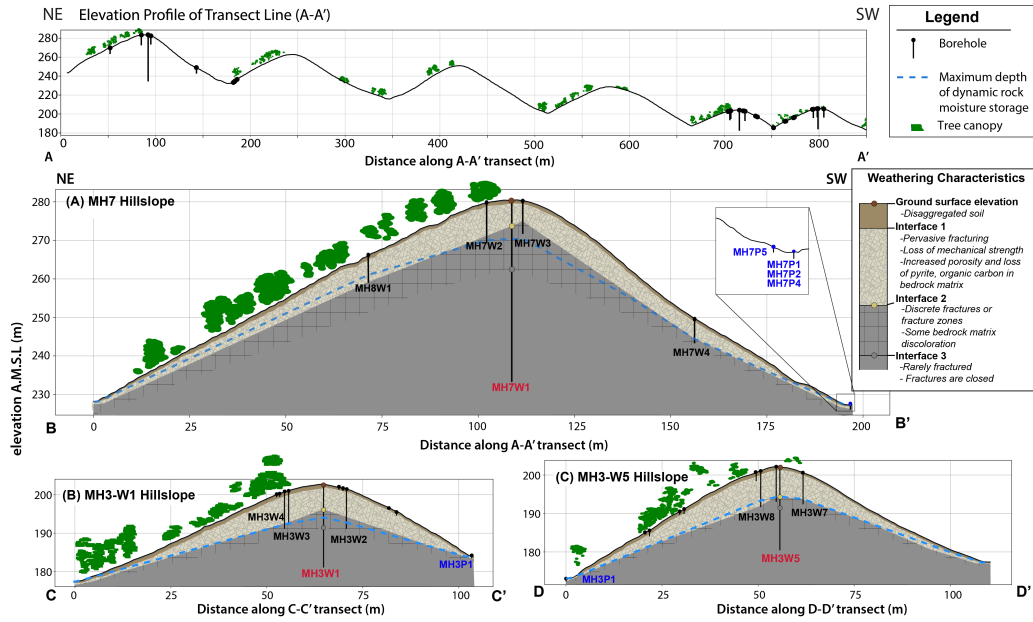 NE
Elevation Profile of Transect Line (A-A’)
SW
280
260
240
220
200
180
0
100
200
300
400
500
600
700
800
A
Distance along A-A’ transect (m)
A’
Legend
Borehole
Maximum depth
of dynamic rock
moisture storage
Tree canopy
NE
SW
(A) MH7 Hillslope
elevation A.M.S.L (m)
280
270
260
250
240
230
MH7W2
MH7W3
MH8W1
MH7W4
MH7W1
MH7P5
MH7P1
MH7P2
MH7P4
0
25
50
75
100
125
150
175
200
B
Distance along A-A’ transect (m)
B’
Weathering Characteristics
Ground surface elevation
-Disaggregated soil
Interface 1
-Pervasive fracturing
-Loss of mechanical strength
-Increased porosity and loss
of pyrite, organic carbon in
bedrock matrix
Interface 2
-Discrete fractures or
fracture zones
-Some bedrock matrix
discoloration
Interface 3
-Rarely fractured
- Fractures are closed
(B) MH3-W1 Hillslope
200
190
180
MH3W4
MH3W3
MH3W2
MH3W1
MH3P1
0
25
50
75
100
C
Distance along C-C’ transect (m)
C’
(C) MH3-W5 Hillslope
200
190
180
MH3W8
MH3W7
MH3W5
MH3P1
0
25
50
75
100
D
Distance along D-D’ transect (m)
D’